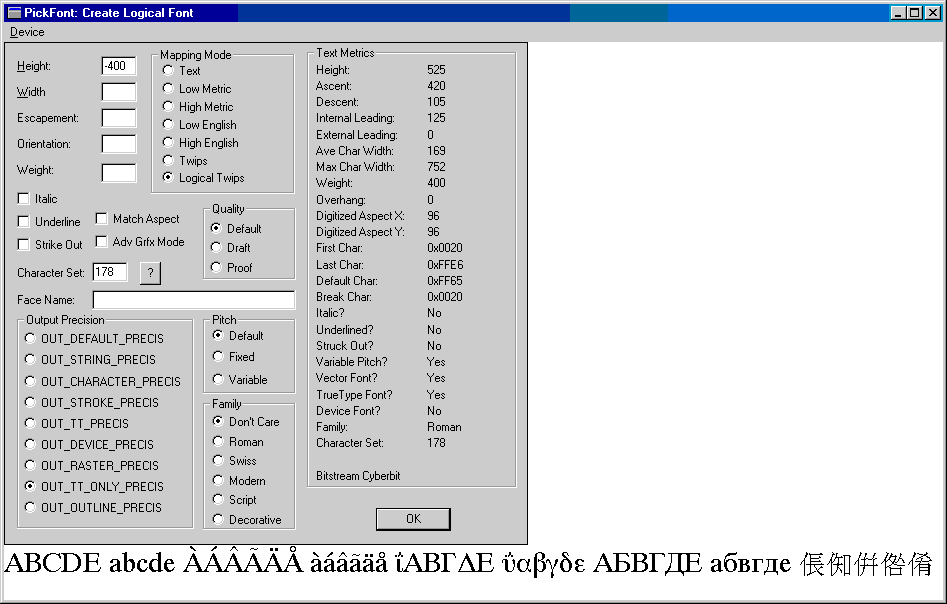 PickFont: Create Logical Font
Device
Height: -400
Width
Escapement:
Orientation:
Weight:
Italic
Underline
Strike Out
Match Aspect
Adv Grfx Mode
Character Set: 178 ?
Face Name:
Mapping Mode
Text
Low Metric
High Metric
Low English
High English
Twips
Logical Twips
Quality
Default
Draft
Proof
Output Precision
OUT_DEFAULT_PRECIS
OUT_STRING_PRECIS
OUT_CHARACTER_PRECIS
OUT_STROKE_PRECIS
OUT_TT_PRECIS
OUT_DEVICE_PRECIS
OUT_RASTER_PRECIS
OUT_TT_ONLY_PRECIS
OUT_OUTLINE_PRECIS
Pitch
Default
Fixed
Variable
Family
Don't Care
Roman
Swiss
Modern
Script
Decorative
Text Metrics
Height: 525
Ascent: 420
Descent: 105
Internal Leading: 125
External Leading: 0
Ave Char Width: 169
Max Char Width: 752
Weight: 400
Overhang: 0
Digitized Aspect X: 96
Digitized Aspect Y: 96
First Char: 0x0020
Last Char: 0xFFE6
Default Char: 0xFF65
Break Char: 0x0020
Italic? No
Underlined? No
Struck Out? No
Variable Pitch? Yes
Vector Font? Yes
TrueType Font? Yes
Device Font? No
Family: Roman
Character Set: 178
Bitstream Cyberbit
OK
ABCDE abcde ÀÁÂÃÄÅ àáâãäå ΐΑΒΓΔΕ ΰαβγδε АБВГДЕ абвгде 倀倁倂倃倄